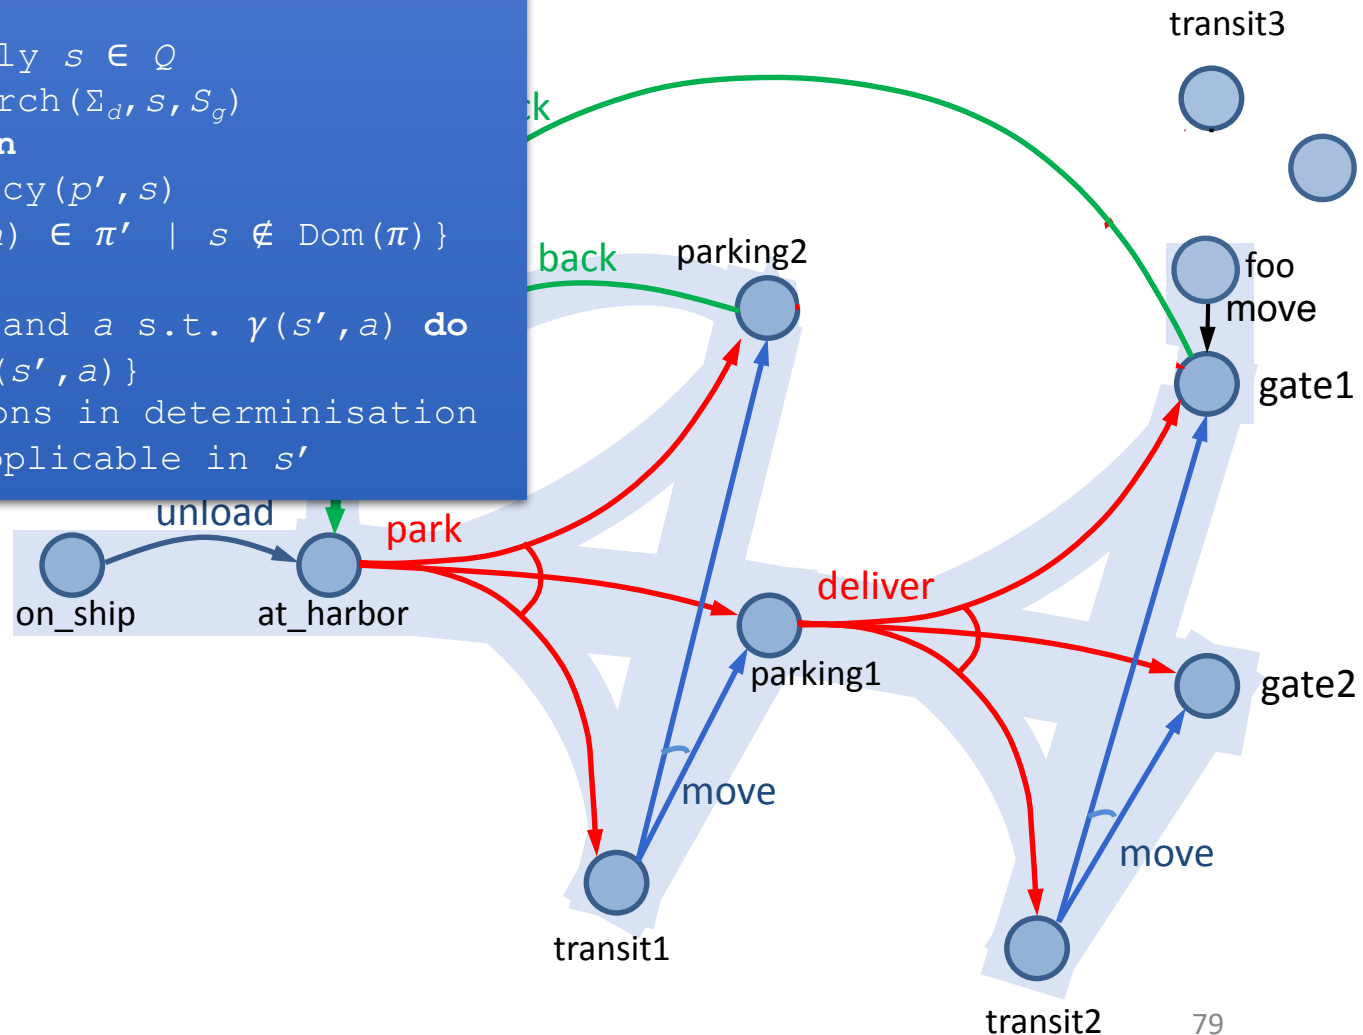 ly s ∈ Q
rch(Σd,s,Sg)
n
cy(p′,s)
) ∈ π′ | s ∉ Dom(π)}
and a s.t. γ(s′,a) do
(s′,a)}
ons in determinisation
plicable in s′
transit3
ck
back
parking2
foo
move
gate1
unload
park
on_ship
at_harbor
deliver
parking1
gate2
move
move
transit1
transit2
79